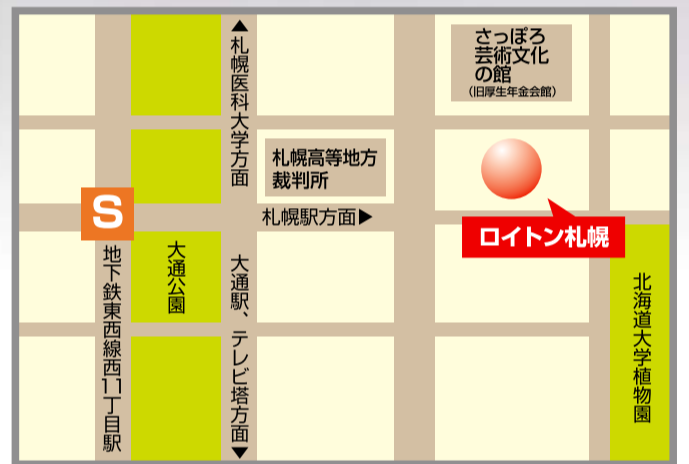 ▲札幌医科大学方面
さっぽろ
芸術文化
の館
（旧厚生年金会館）
札幌高等地方
裁判所
S
札幌駅方面▶
ロイトン札幌
地下鉄東西線西11丁目駅
大通公園
大通駅、テレビ塔方面▼
北海道大学植物園